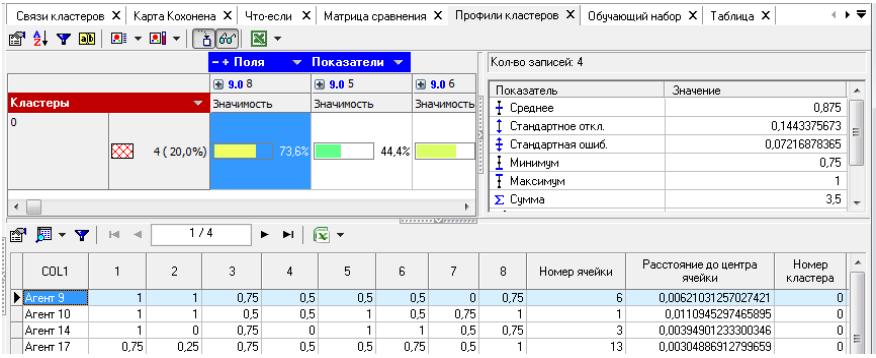 Связи кластеров X Карта Кохонена X Что-если X Матрица сравнения X Профили кластеров X Обучающий набор X Таблица X
− + Поля Показатели
9.0 8 9.0 5 9.0 6
Кластеры Значимость Значимость Значимость
0
4 ( 20,0%) 73,6% 44,4%
Кол-во записей: 4
Показатель Значение
Среднее 0,875
Стандартное откл. 0,1443375673
Стандартная ошиб. 0,07216878365
Минимум 0,75
Максимум 1
Σ Сумма 3,5
1 / 4
COL1 1 2 3 4 5 6 7 8 Номер ячейки Расстояние до центра ячейки Номер кластера
Агент 9 1 1 0,75 0,5 0,5 0,5 0 0,75 6 0,00621031257027421 0
Агент 10 1 1 0,5 0,5 1 0,5 0,75 1 1 0,0110945297465895 0
Агент 14 1 0 0,75 0 1 1 0,5 0,75 3 0,00394901233300346 0
Агент 17 0,75 0,25 0,75 0,5 0,5 0,75 0,5 1 13 0,00304886912799659 0